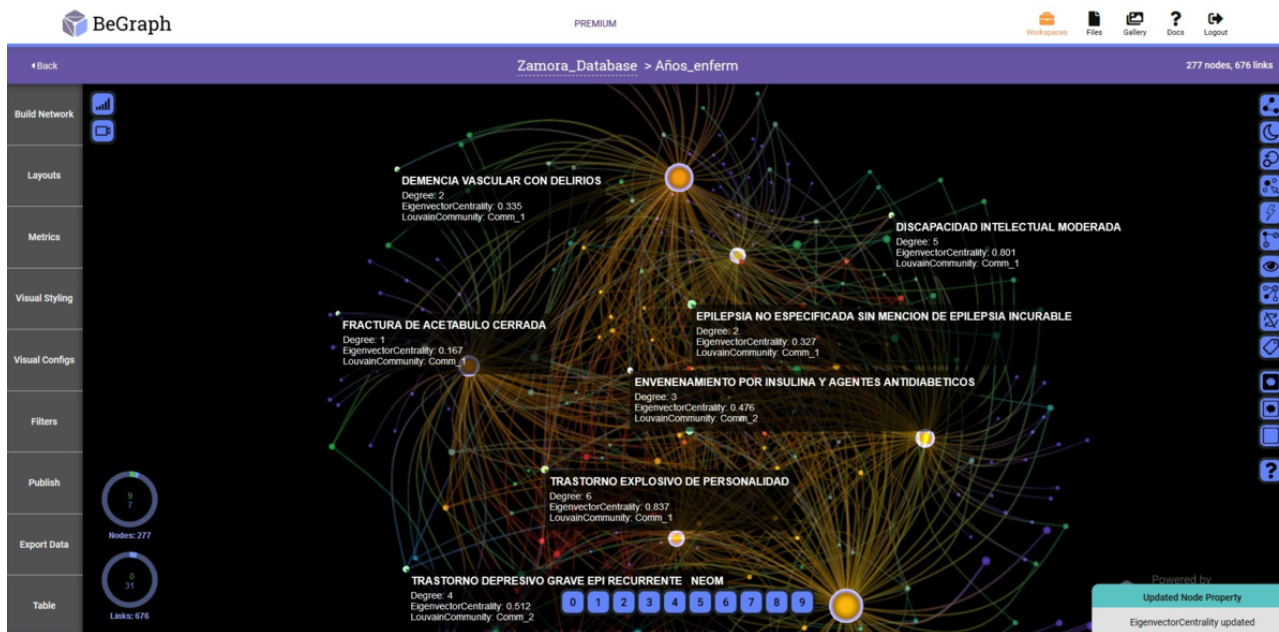 BeGraph
PREMIUM
Workspaces
Files
Gallery
Docs
Logout
Back
Zamora_Database > Años_enferm
277 nodes, 676 links
Build Network
Layouts
Metrics
Visual Styling
Visual Configs
Filters
Publish
Export Data
Table
DEMENCIA VASCULAR CON DELIRIOS
Degree: 2
EigenvectorCentrality: 0.335
LouvainCommunity: Comm_1
DISCAPACIDAD INTELECTUAL MODERADA
Degree: 5
EigenvectorCentrality: 0.801
LouvainCommunity: Comm_1
EPILEPSIA NO ESPECIFICADA SIN MENCION DE EPILEPSIA INCURABLE
Degree: 2
EigenvectorCentrality: 0.327
LouvainCommunity: Comm_1
FRACTURA DE ACETABULO CERRADA
Degree: 1
EigenvectorCentrality: 0.167
LouvainCommunity: Comm_1
ENVENENAMIENTO POR INSULINA Y AGENTES ANTIDIABETICOS
Degree: 3
EigenvectorCentrality: 0.476
LouvainCommunity: Comm_2
TRASTORNO EXPLOSIVO DE PERSONALIDAD
Degree: 6
EigenvectorCentrality: 0.837
LouvainCommunity: Comm_1
TRASTORNO DEPRESIVO GRAVE EPI RECURRENTE NEOM
Degree: 4
EigenvectorCentrality: 0.512
LouvainCommunity: Comm_2
9
7
Nodes: 277
0
31
Links: 676
0 1 2 3 4 5 6 7 8 9
Powered by
Updated Node Property
EigenvectorCentrality updated